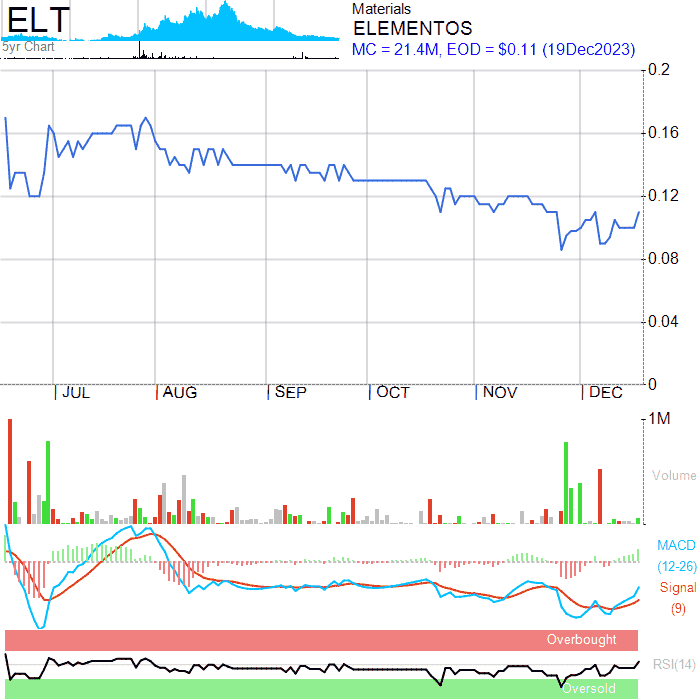 ELT
5yr Chart
Materials
ELEMENTOS
MC = 21.4M, EOD = $0.11 (19Dec2023)
0.2
0.16
0.12
0.08
0.04
0
JUL AUG SEP OCT NOV DEC
1M
Volume
MACD
(12-26)
Signal
(9)
Overbought
RSI(14)
Oversold